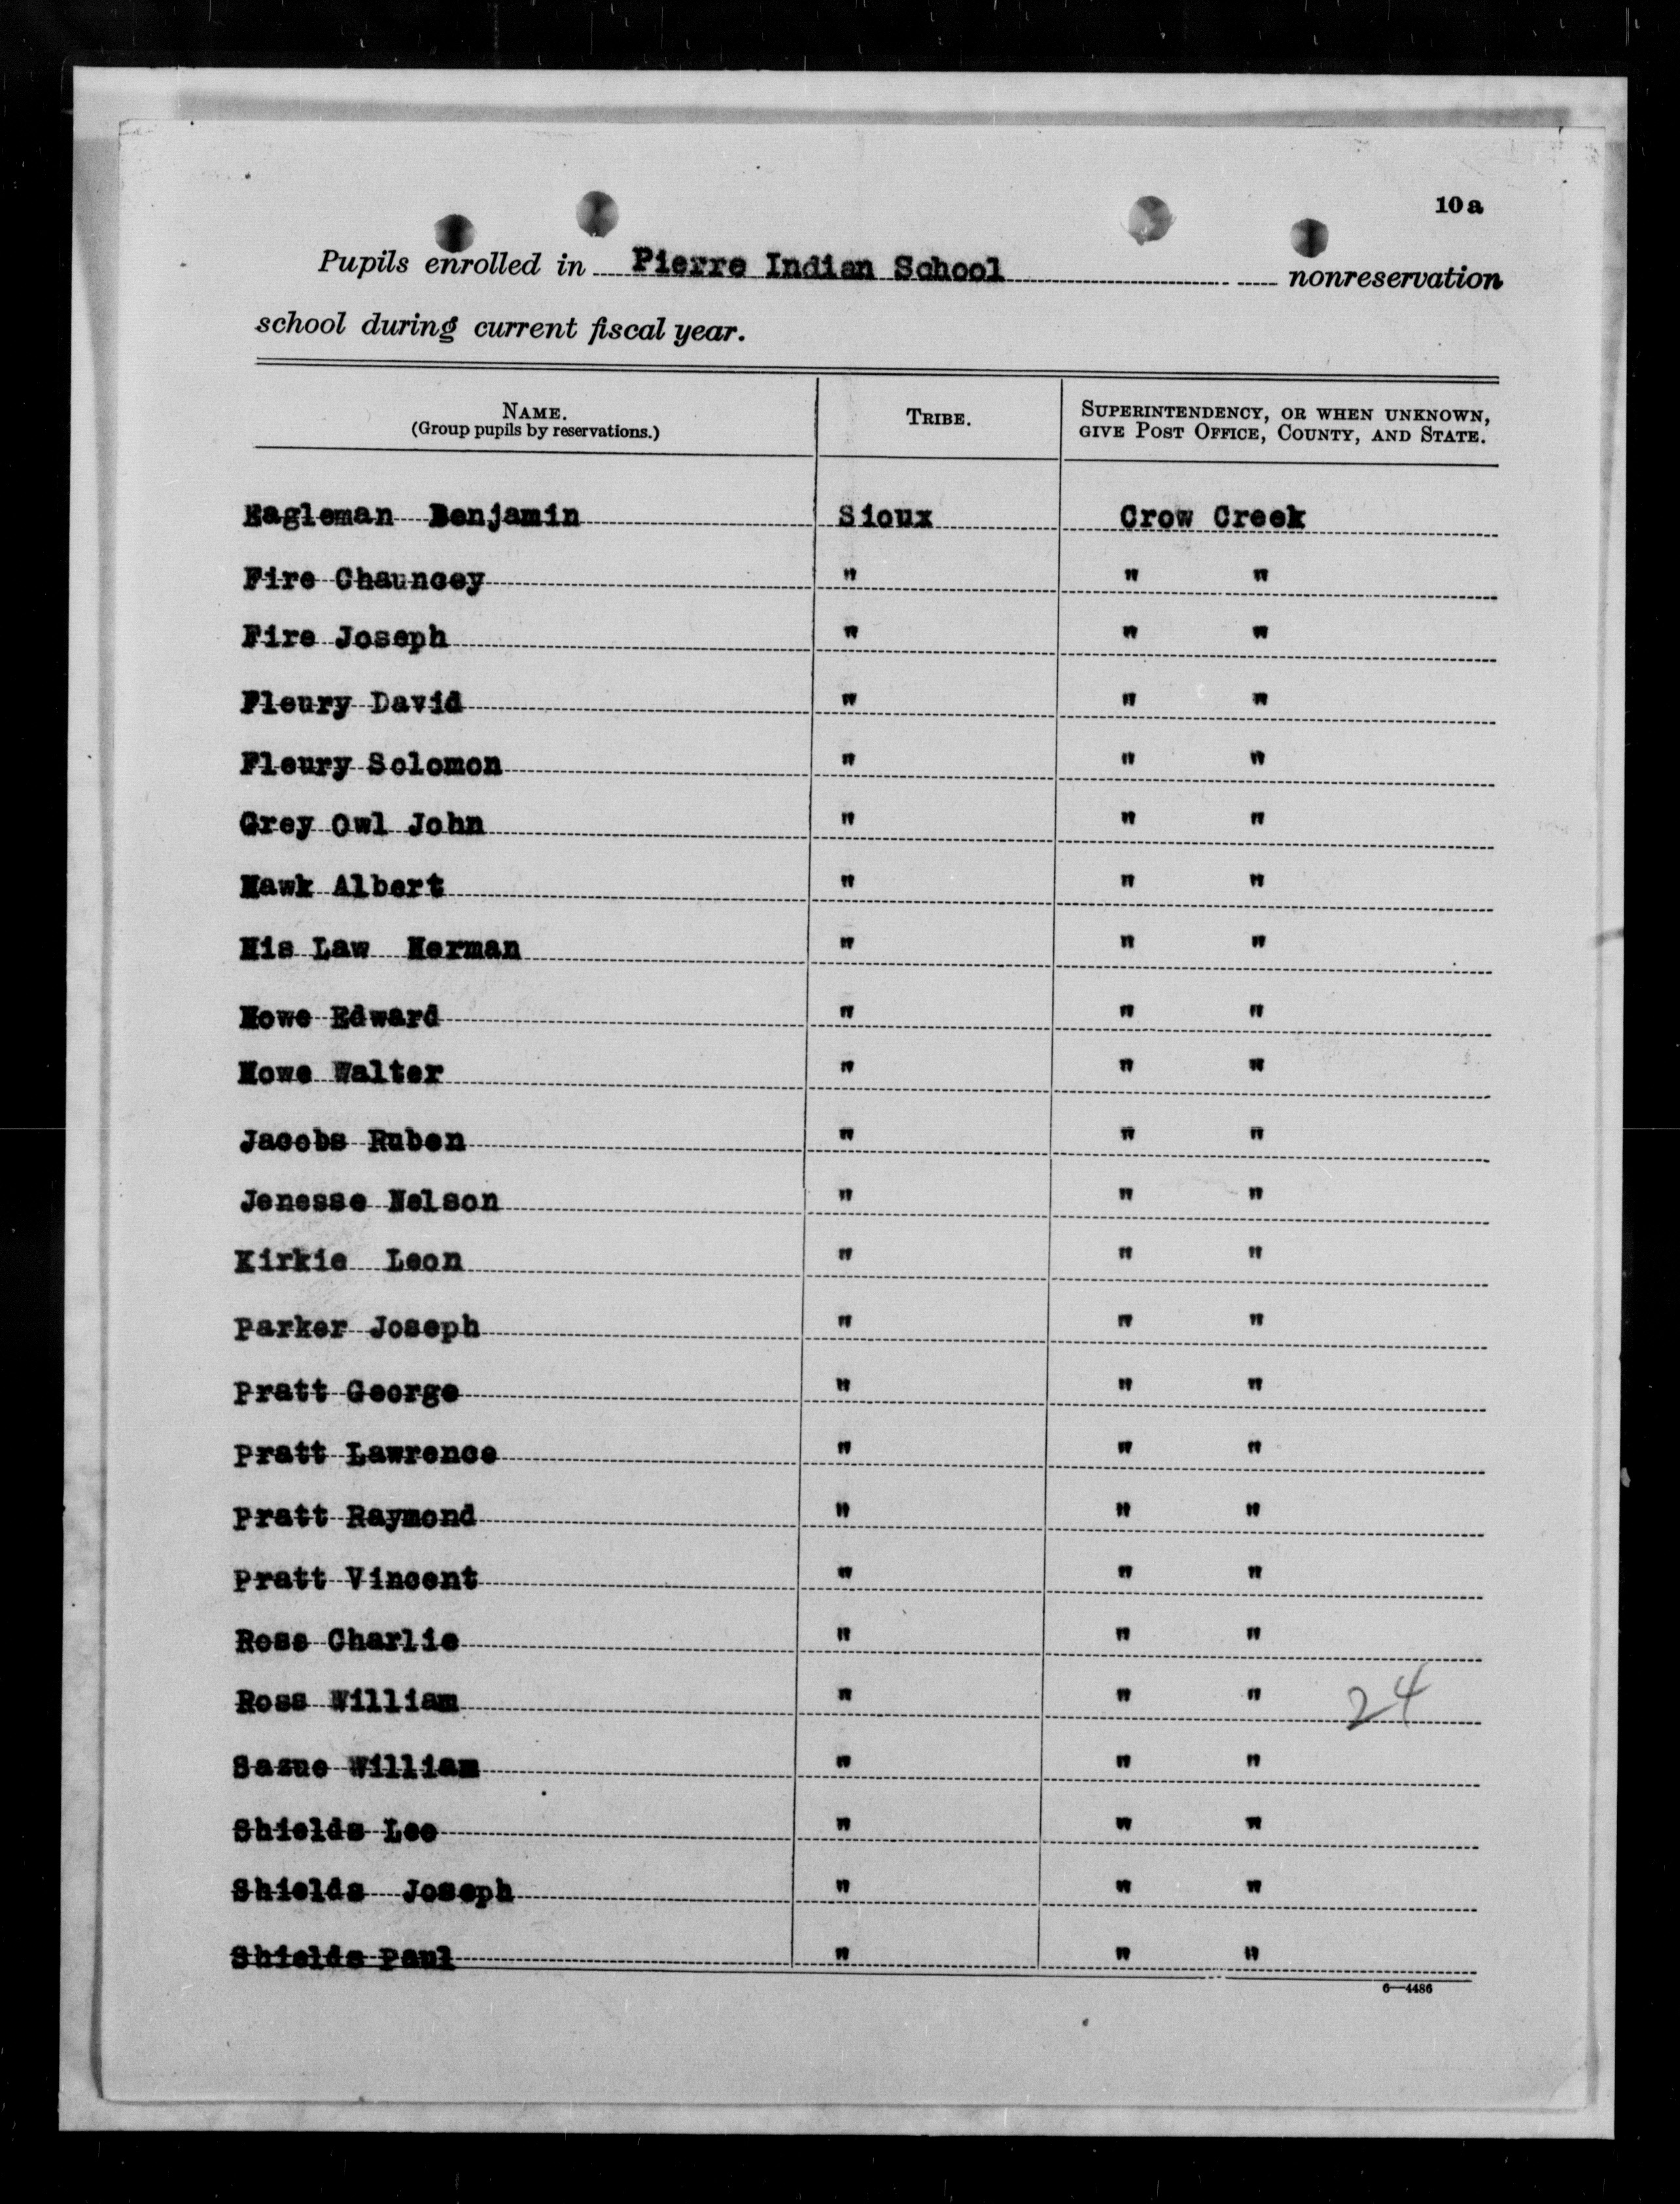 10 a
Pupils enrolled in Pierre Indian School nonreservation
school during current fiscal year.
NAME. TRIBE. SUPERINTENDENCY, OR WHEN UNKNOWN,
(Group pupils by reservations.) GIVE POST OFFICE, COUNTY, AND STATE.
Eagleman Benjamin Sioux Crow Creek
Fire Chauncey " " "
Fire Joseph " " "
Fleury David " " "
Fleury Solomon " " "
Grey Owl John " " "
Hawk Albert " " "
His Law Herman " " "
Howe Edward " " "
Howe Walter " " "
Jacobs Ruben " " "
Jenesse Nelson " " "
Kirkie Leon " " "
Parker Joseph " " "
Pratt George " " "
Pratt Lawrence " " "
Pratt Raymond " " "
Pratt Vincent " " "
Ross Charlie " " "
Ross William " " " 24
Sazue William " " "
Shields Lee " " "
Shields Joseph " " "
Shields Paul " " "
6—4486